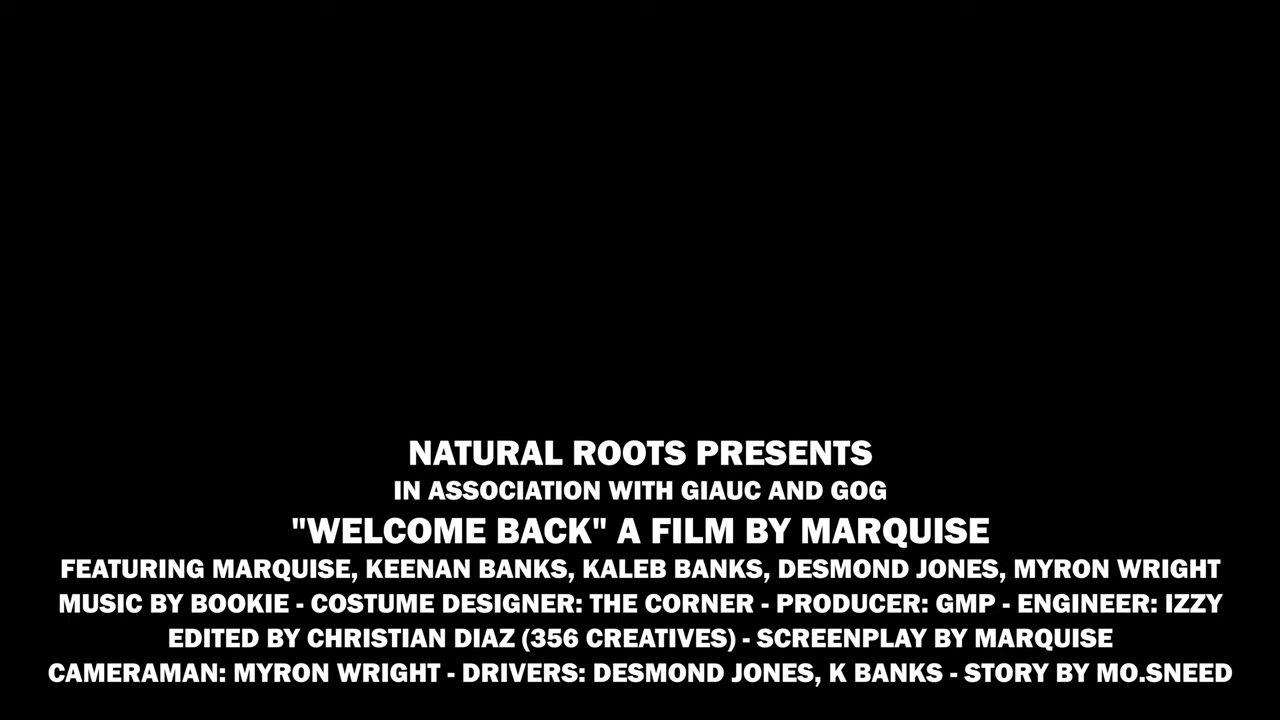 NATURAL ROOTS PRESENTS
IN ASSOCIATION WITH GIAUC AND GOG
"WELCOME BACK" A FILM BY MARQUISE
FEATURING MARQUISE, KEENAN BANKS, KALEB BANKS, DESMOND JONES, MYRON WRIGHT
MUSIC BY BOOKIE - COSTUME DESIGNER: THE CORNER - PRODUCER: GMP - ENGINEER: IZZY
EDITED BY CHRISTIAN DIAZ (356 CREATIVES) - SCREENPLAY BY MARQUISE
CAMERAMAN: MYRON WRIGHT - DRIVERS: DESMOND JONES, K BANKS - STORY BY MO.SNEED